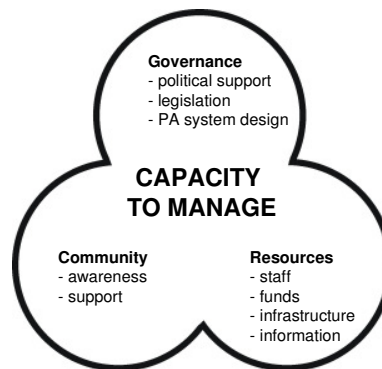 Governance
- political support
- legislation
- PA system design
CAPACITY
TO MANAGE
Community
- awareness
- support
Resources
- staff
- funds
- infrastructure
- information